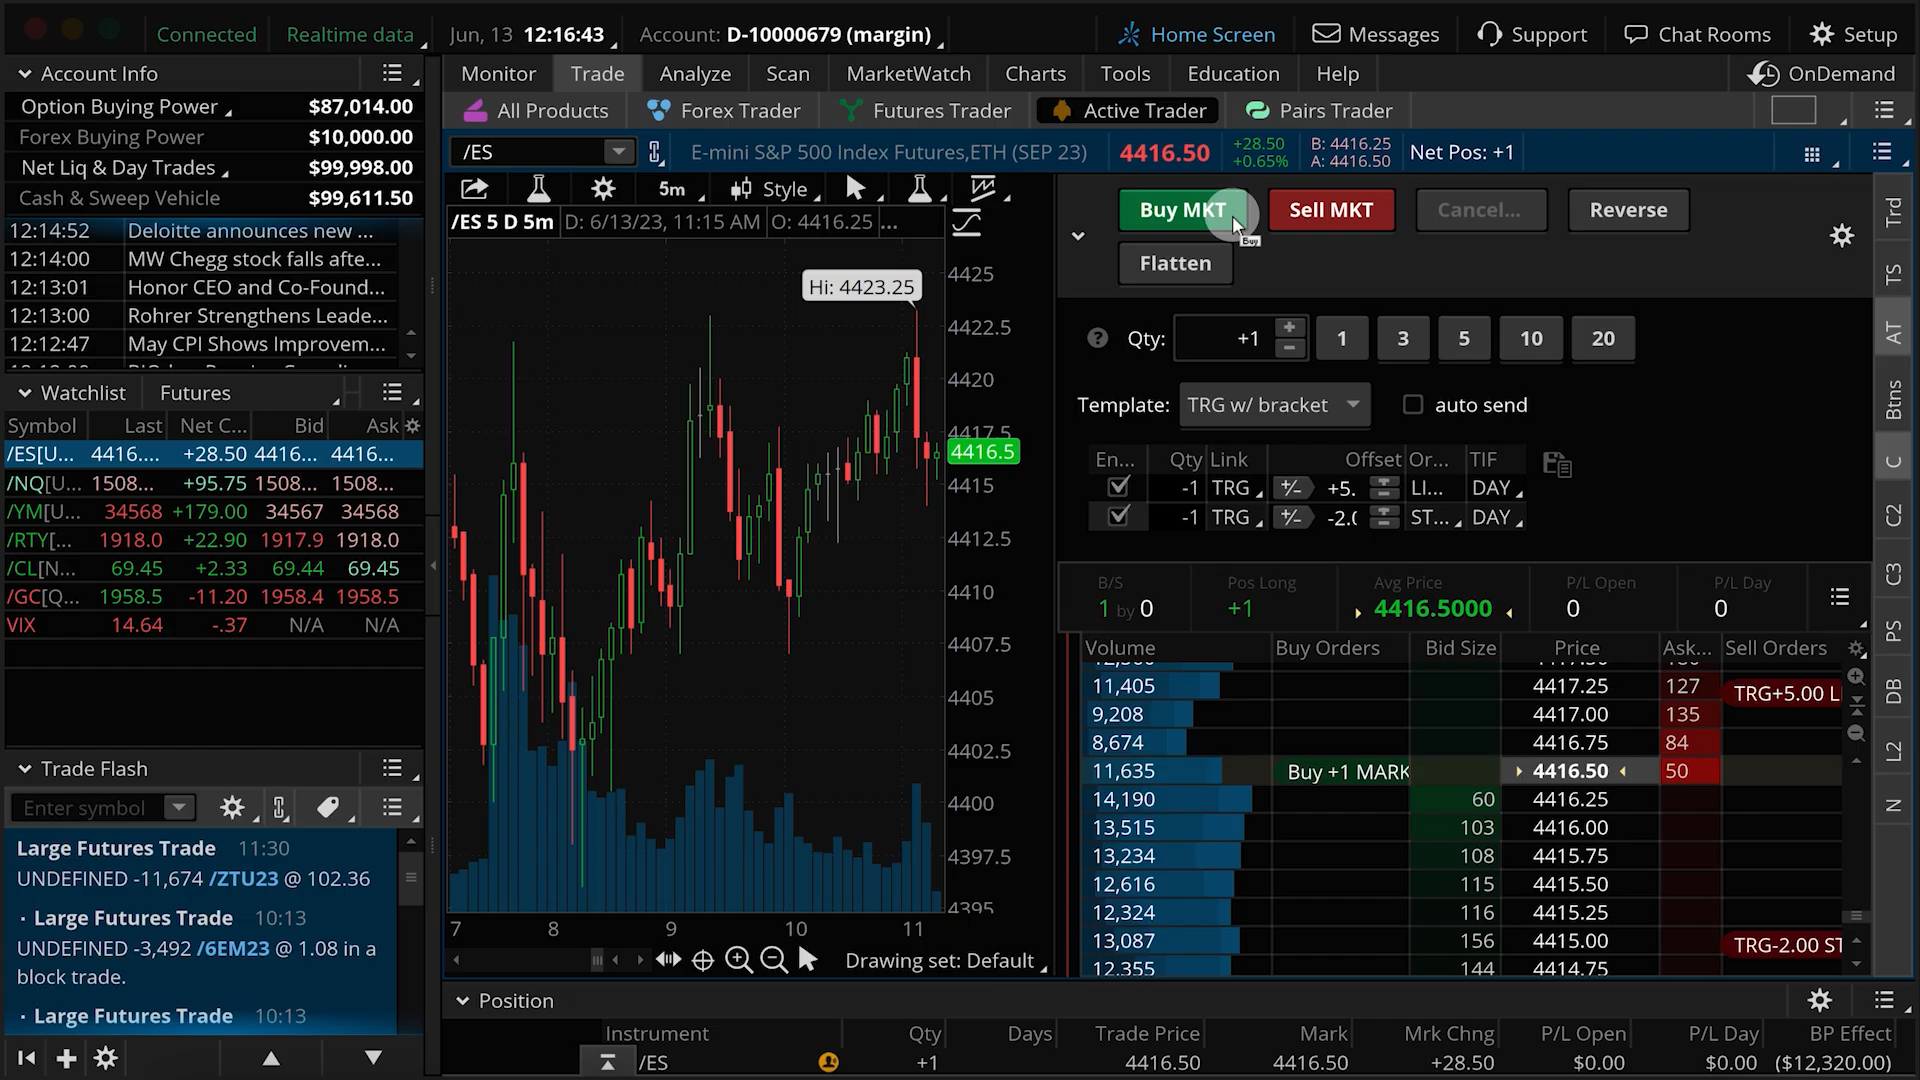 Connected Realtime data Jun, 13 12:16:43 Account: D-10000679 (margin) Home Screen Messages Support Chat Rooms Setup
Account Info
Option Buying Power $87,014.00
Forex Buying Power $10,000.00
Net Liq & Day Trades $99,998.00
Cash & Sweep Vehicle $99,611.50
12:14:52 Deloitte announces new ...
12:14:00 MW Chegg stock falls afte...
12:13:01 Honor CEO and Co-Found...
12:13:00 Rohrer Strengthens Leade...
12:12:47 May CPI Shows Improvem...
Watchlist Futures
Symbol Last Net C... Bid Ask
/ES[U... 4416.... +28.50 4416... 4416...
/NQ[U... 1508... +95.75 1508... 1508...
/YM[U... 34568 +179.00 34567 34568
/RTY[... 1918.0 +22.90 1917.9 1918.0
/CL[N... 69.45 +2.33 69.44 69.45
/GC[Q... 1958.5 -11.20 1958.4 1958.5
VIX 14.64 -.37 N/A N/A
Trade Flash
Enter symbol
Large Futures Trade 11:30
UNDEFINED -11,674 /ZTU23 @ 102.36
· Large Futures Trade 10:13
UNDEFINED -3,492 /6EM23 @ 1.08 in a
block trade.
· Large Futures Trade 10:13
Monitor Trade Analyze Scan MarketWatch Charts Tools Education Help OnDemand
All Products Forex Trader Futures Trader Active Trader Pairs Trader
/ES E-mini S&P 500 Index Futures,ETH (SEP 23) 4416.50 +28.50 +0.65% B: 4416.25 A: 4416.50 Net Pos: +1
5m Style
/ES 5 D 5m D: 6/13/23, 11:15 AM O: 4416.25 ...
Hi: 4423.25
4425
4422.5
4420
4417.5
4416.5
4415
4412.5
4410
4407.5
4405
4402.5
4400
4397.5
4395
7 8 9 10 11
Drawing set: Default
Buy MKT Sell MKT Cancel... Reverse
Buy
Flatten
Qty: +1 1 3 5 10 20
Template: TRG w/ bracket auto send
En... Qty Link Offset Or... TIF
-1 TRG +/- +5. LI... DAY
-1 TRG +/- -2.0 ST... DAY
B/S Pos Long Avg Price P/L Open P/L Day
1 by 0 +1 4416.5000 0 0
Volume Buy Orders Bid Size Price Ask... Sell Orders
11,405 4417.25 127 TRG+5.00 L
9,208 4417.00 135
8,674 4416.75 84
11,635 Buy +1 MARK 4416.50 50
14,190 60 4416.25
13,515 103 4416.00
13,234 108 4415.75
12,616 115 4415.50
12,324 116 4415.25
13,087 156 4415.00 TRG-2.00 ST
12,355 144 4414.75
Trd
TS
AT
Btns
C
C2
C3
PS
DB
L2
N
Position
Instrument Qty Days Trade Price Mark Mrk Chng P/L Open P/L Day BP Effect
/ES +1 4416.50 4416.50 +28.50 $0.00 $0.00 ($12,320.00)